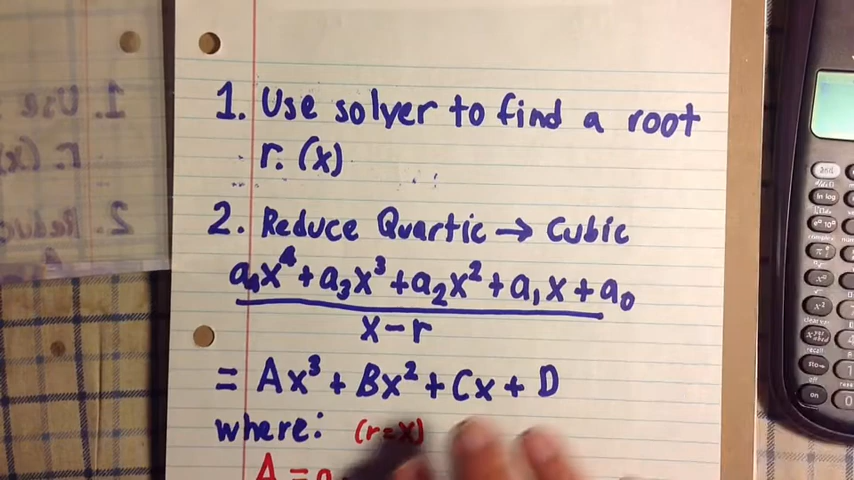 1. Use solver to find a root
r. (x)
2. Reduce Quartic → Cubic
a₄x⁴ + a₃x³ + a₂x² + a₁x + a₀
x - r
= Ax³ + Bx² + Cx + D
where: (r=x)
A = a